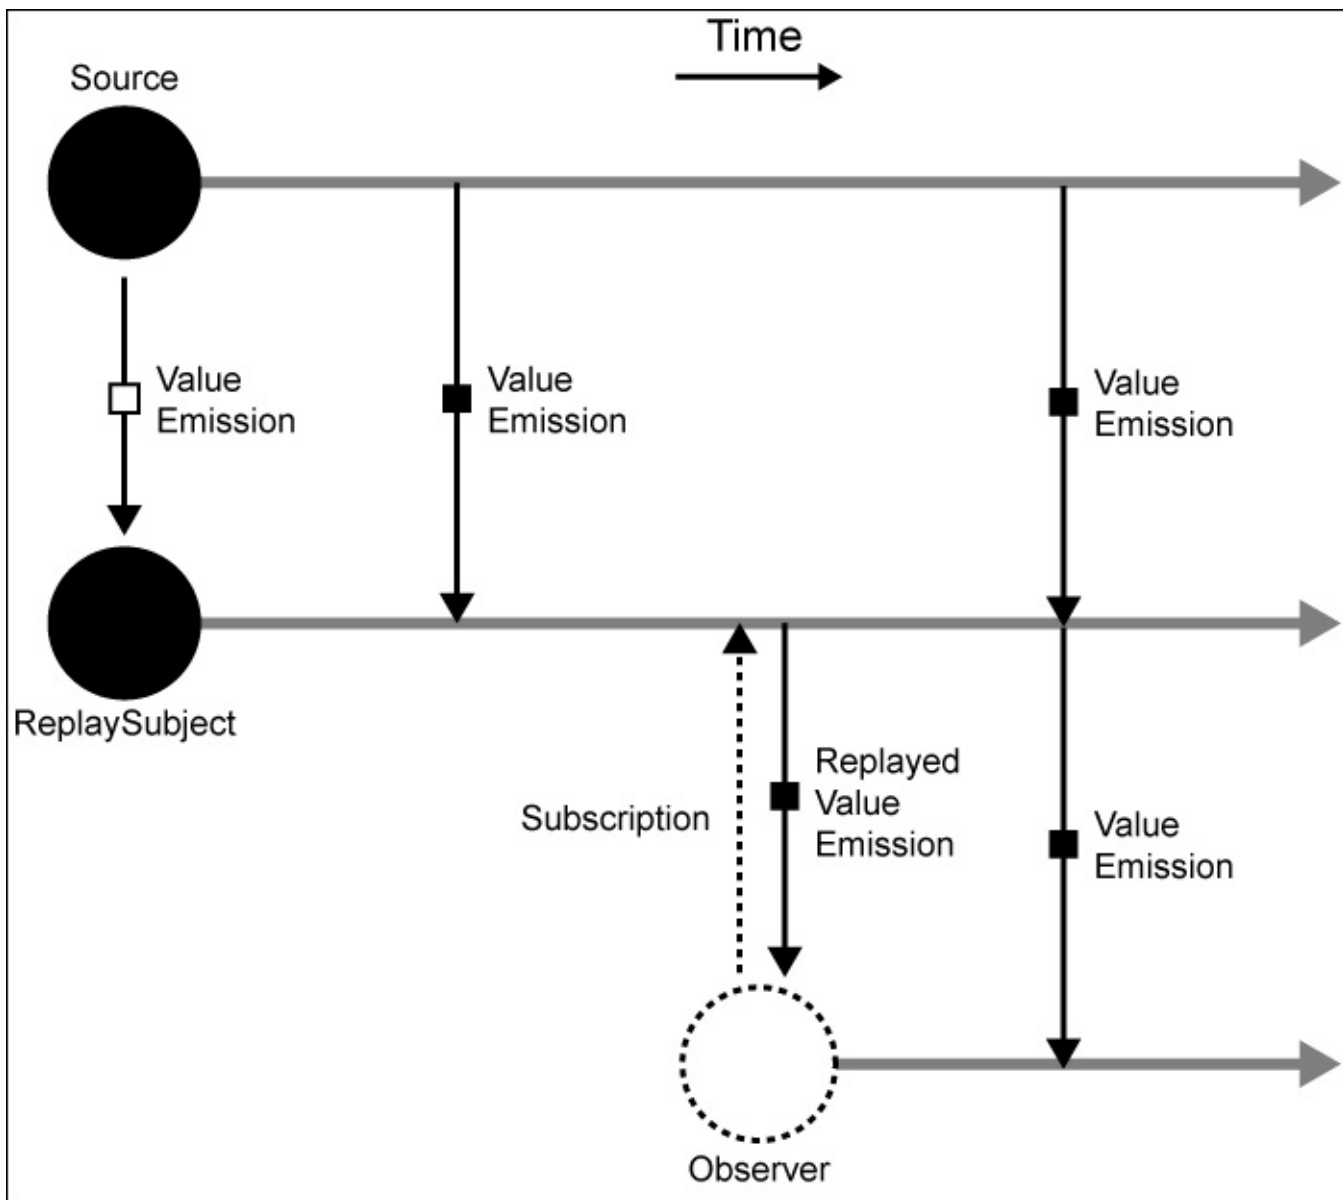 Time
Source
Value
Emission
Value
Emission
Value
Emission
ReplaySubject
Subscription
Replayed
Value
Emission
Value
Emission
Observer